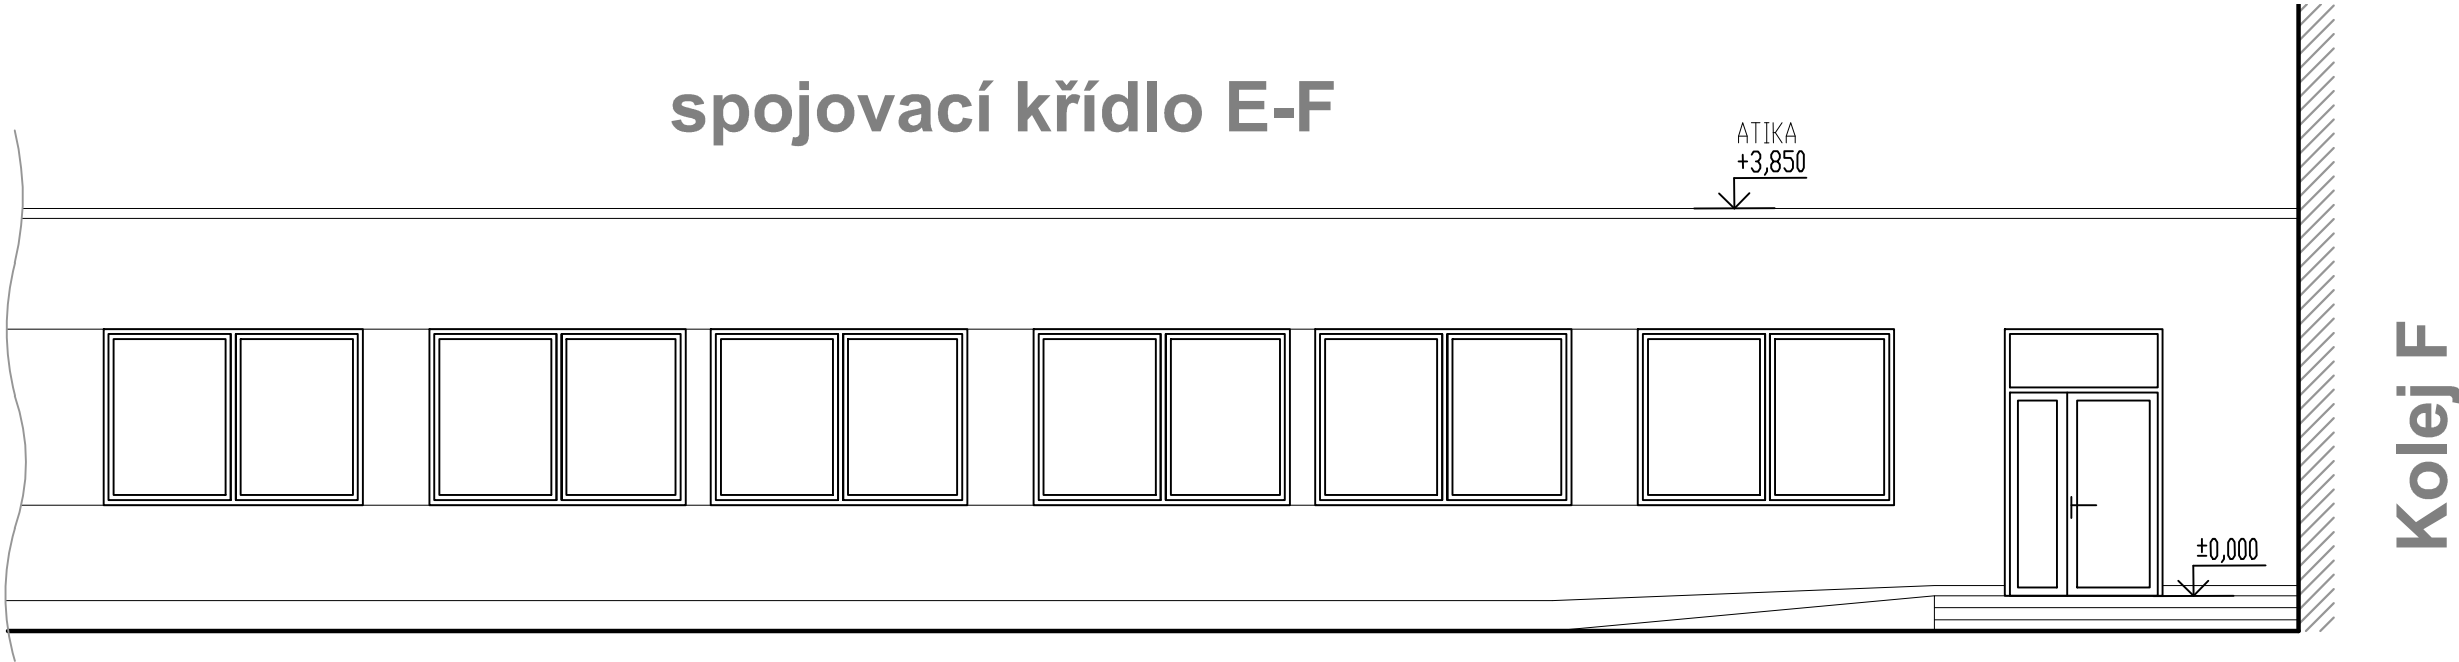 spojovací křídlo E-F
ATIKA
+3,850
Kolej F
±0,000